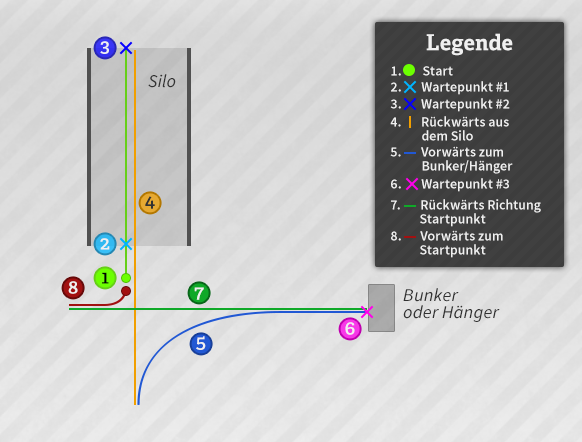 Legende
1. Start
2. Wartepunkt #1
3. Wartepunkt #2
4. Rückwärts aus
dem Silo
5. Vorwärts zum
Bunker/Hänger
6. Wartepunkt #3
7. Rückwärts Richtung
Startpunkt
8. Vorwärts zum
Startpunkt
3
Silo
4
2
1
8
7
Bunker
oder Hänger
6
5